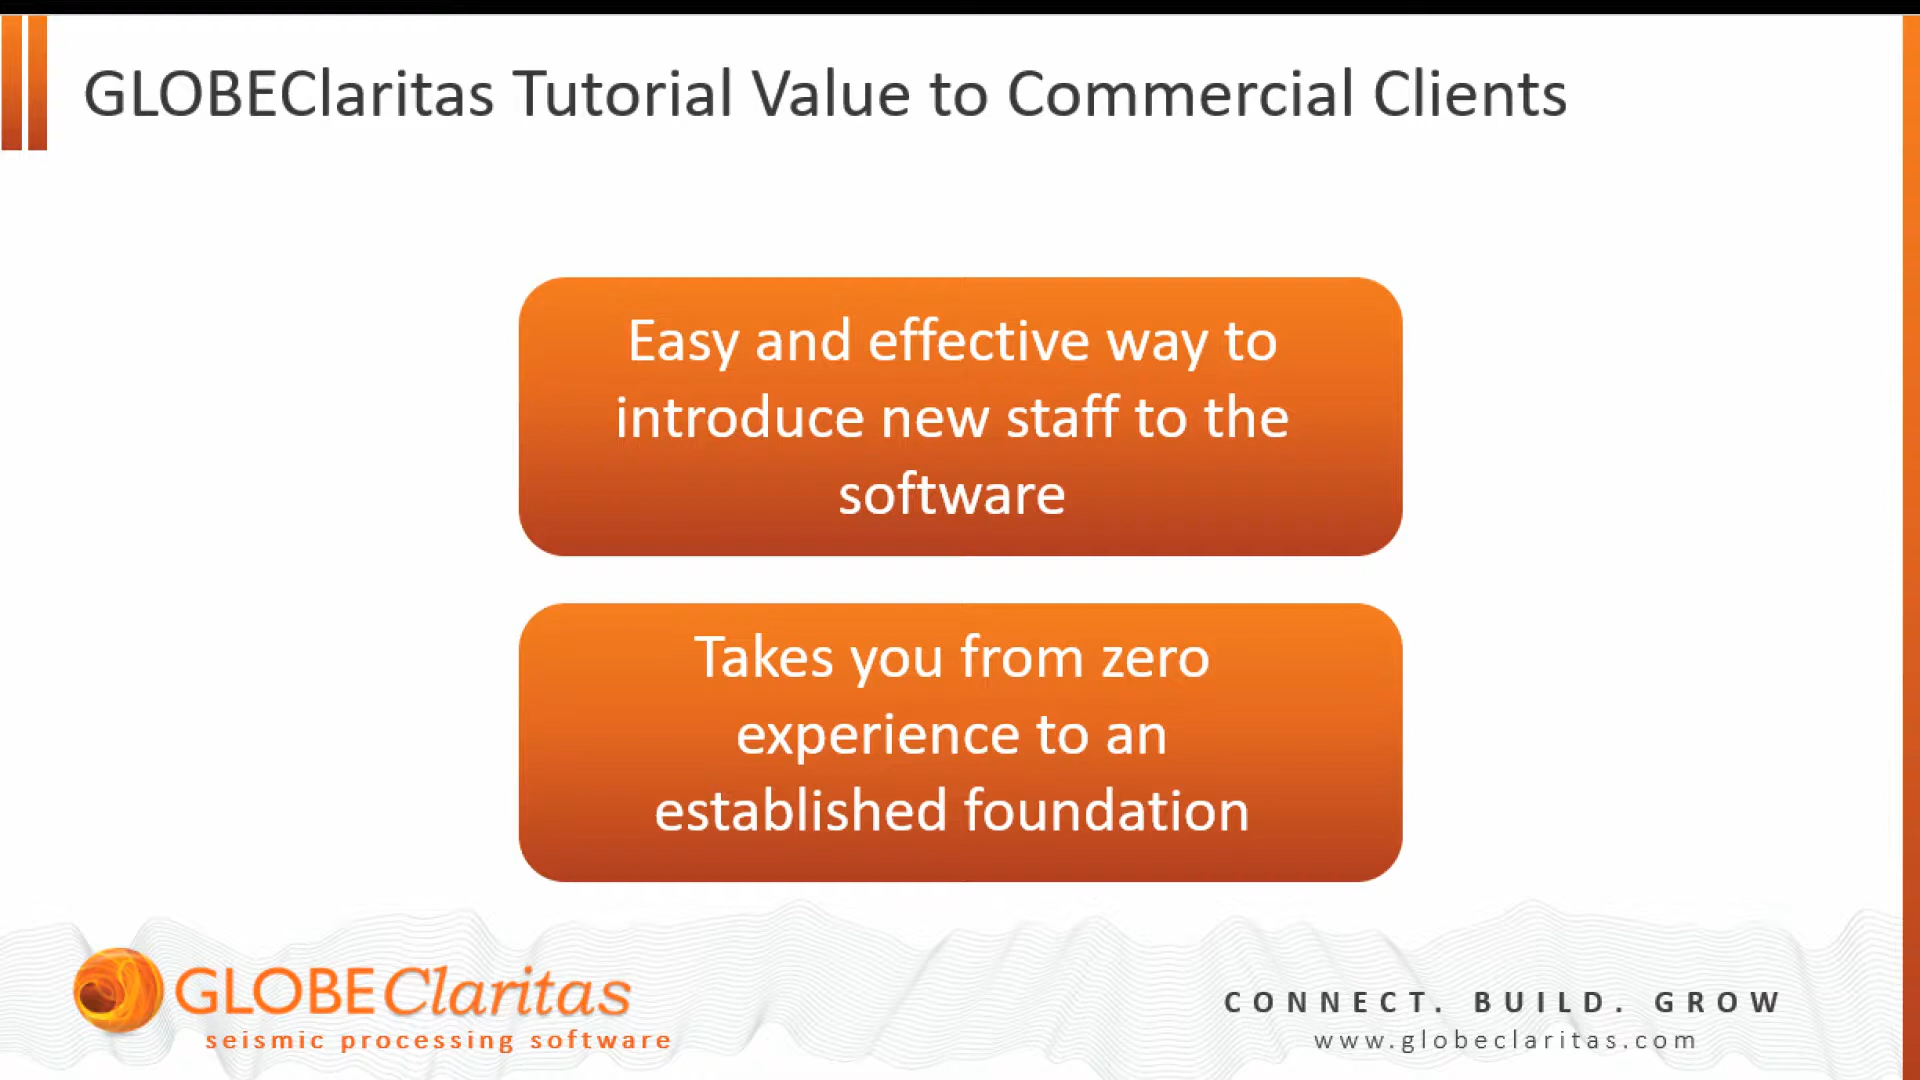 GLOBEClaritas Tutorial Value to Commercial Clients
Easy and effective way to
introduce new staff to the
software
Takes you from zero
experience to an
established foundation
GLOBEClaritas
seismic processing software
CONNECT. BUILD. GROW
www.globeclaritas.com